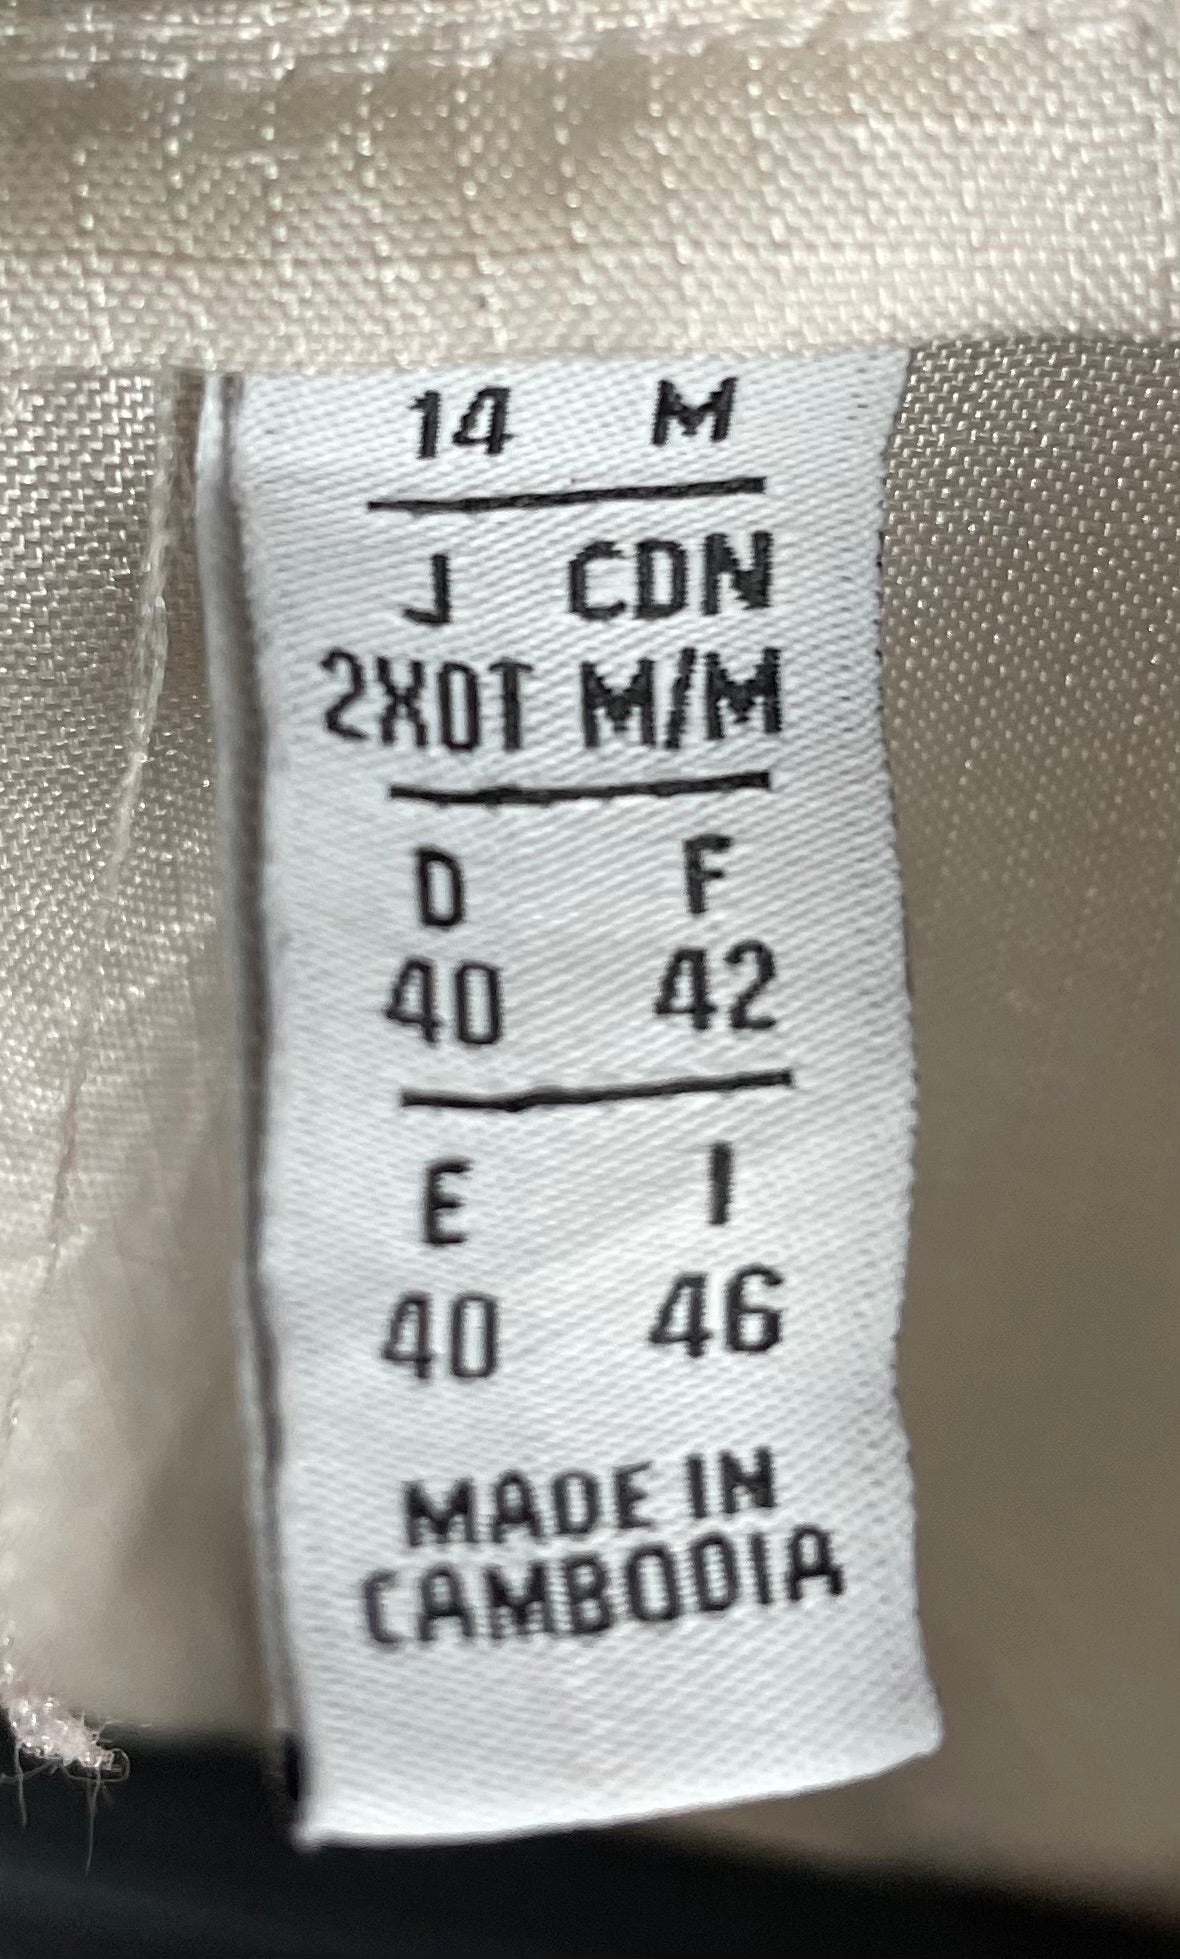 14 M
J CDN
2XOT M/M
D F
40 42
E I
40 46
MADE IN
CAMBODIA